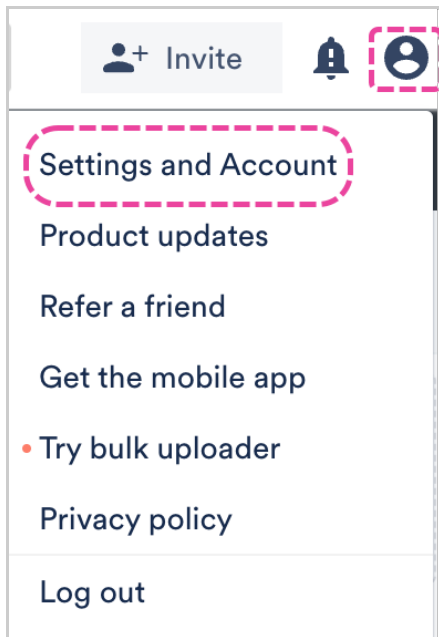 Invite
Settings and Account
Product updates
Refer a friend
Get the mobile app
Try bulk uploader
Privacy policy
Log out